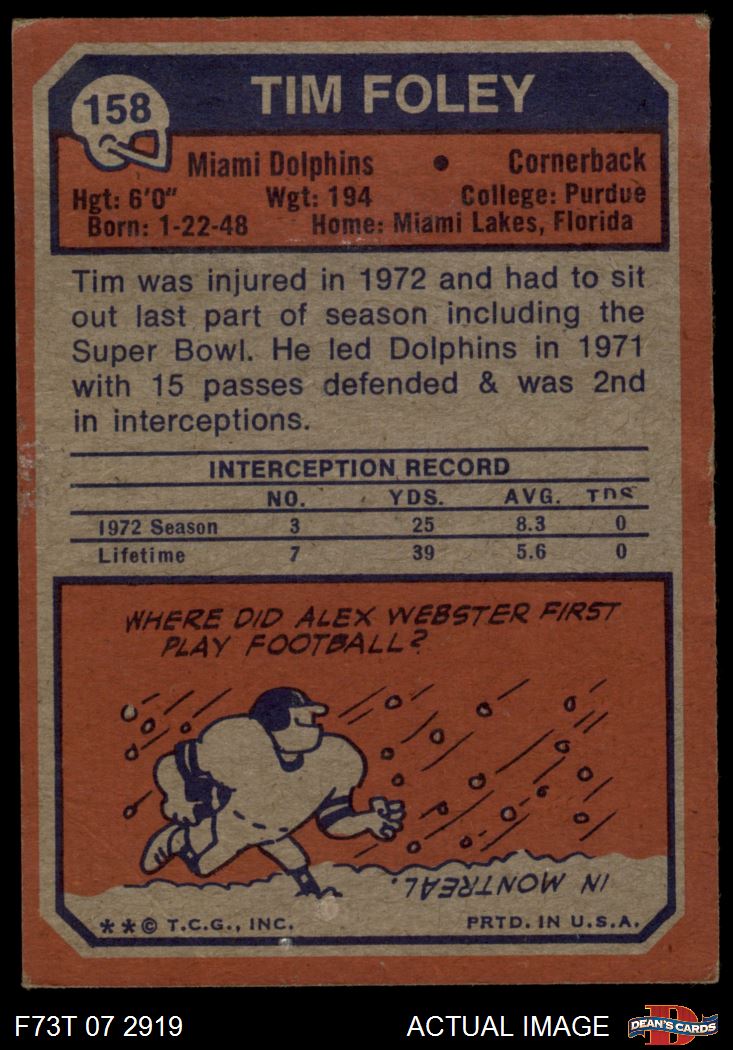 158
TIM FOLEY
Miami Dolphins • Cornerback
Hgt: 6'0" Wgt: 194 College: Purdue
Born: 1-22-48 Home: Miami Lakes, Florida
Tim was injured in 1972 and had to sit
out last part of season including the
Super Bowl. He led Dolphins in 1971
with 15 passes defended & was 2nd
in interceptions.
INTERCEPTION RECORD
NO. YDS. AVG. TDS
1972 Season 3 25 8.3 0
Lifetime 7 39 5.6 0
WHERE DID ALEX WEBSTER FIRST
PLAY FOOTBALL?
IN MONTREAL.
**© T.C.G., INC. PRTD. IN U.S.A.
F73T 07 2919 ACTUAL IMAGE
D
DEAN'S CARDS